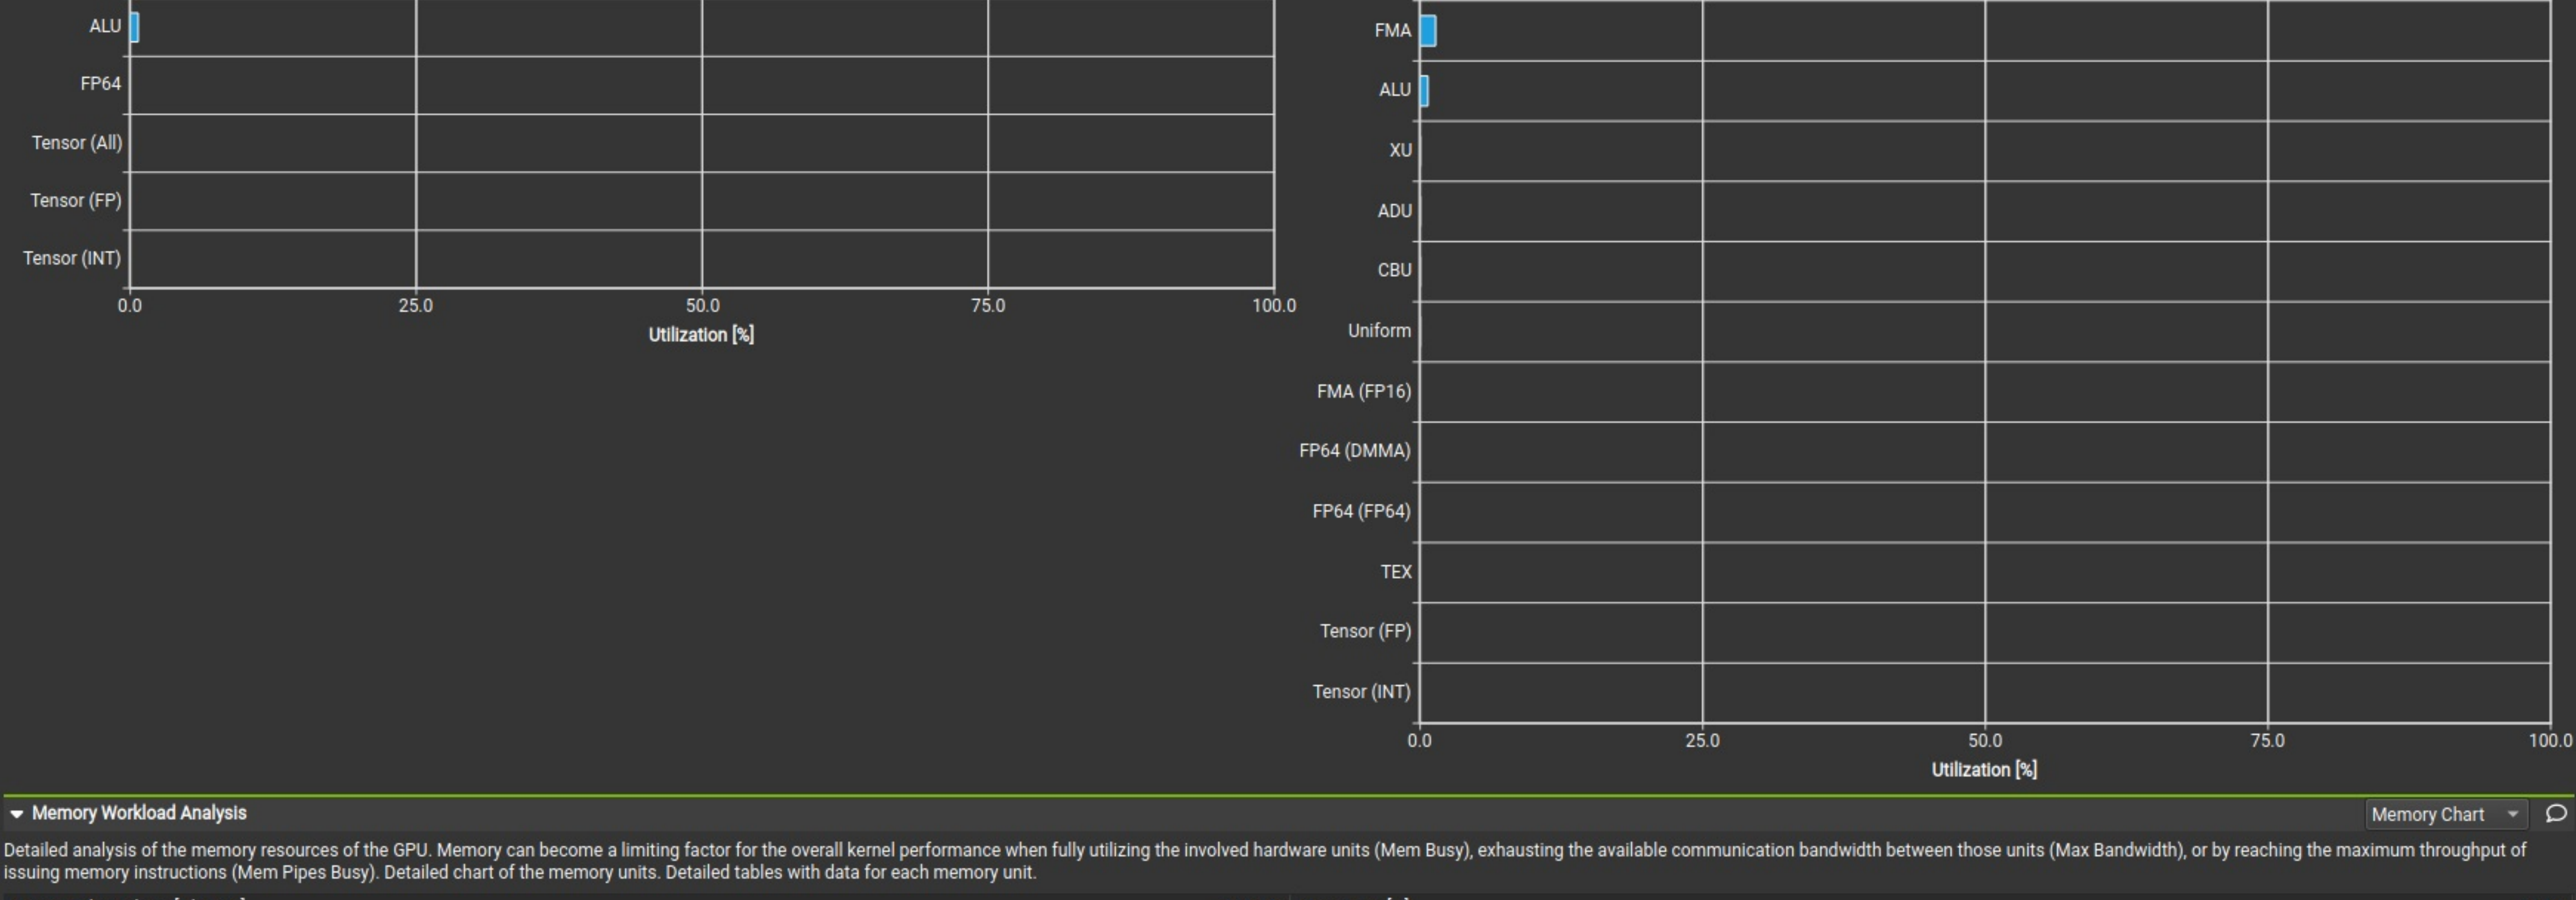 ALU
FP64
Tensor (All)
Tensor (FP)
Tensor (INT)
0.0 25.0 50.0 75.0 100.0
Utilization [%]
FMA
ALU
XU
ADU
CBU
Uniform
FMA (FP16)
FP64 (DMMA)
FP64 (FP64)
TEX
Tensor (FP)
Tensor (INT)
0.0 25.0 50.0 75.0 100.0
Utilization [%]
Memory Workload Analysis
Memory Chart
Detailed analysis of the memory resources of the GPU. Memory can become a limiting factor for the overall kernel performance when fully utilizing the involved hardware units (Mem Busy), exhausting the available communication bandwidth between those units (Max Bandwidth), or by reaching the maximum throughput of
issuing memory instructions (Mem Pipes Busy). Detailed chart of the memory units. Detailed tables with data for each memory unit.